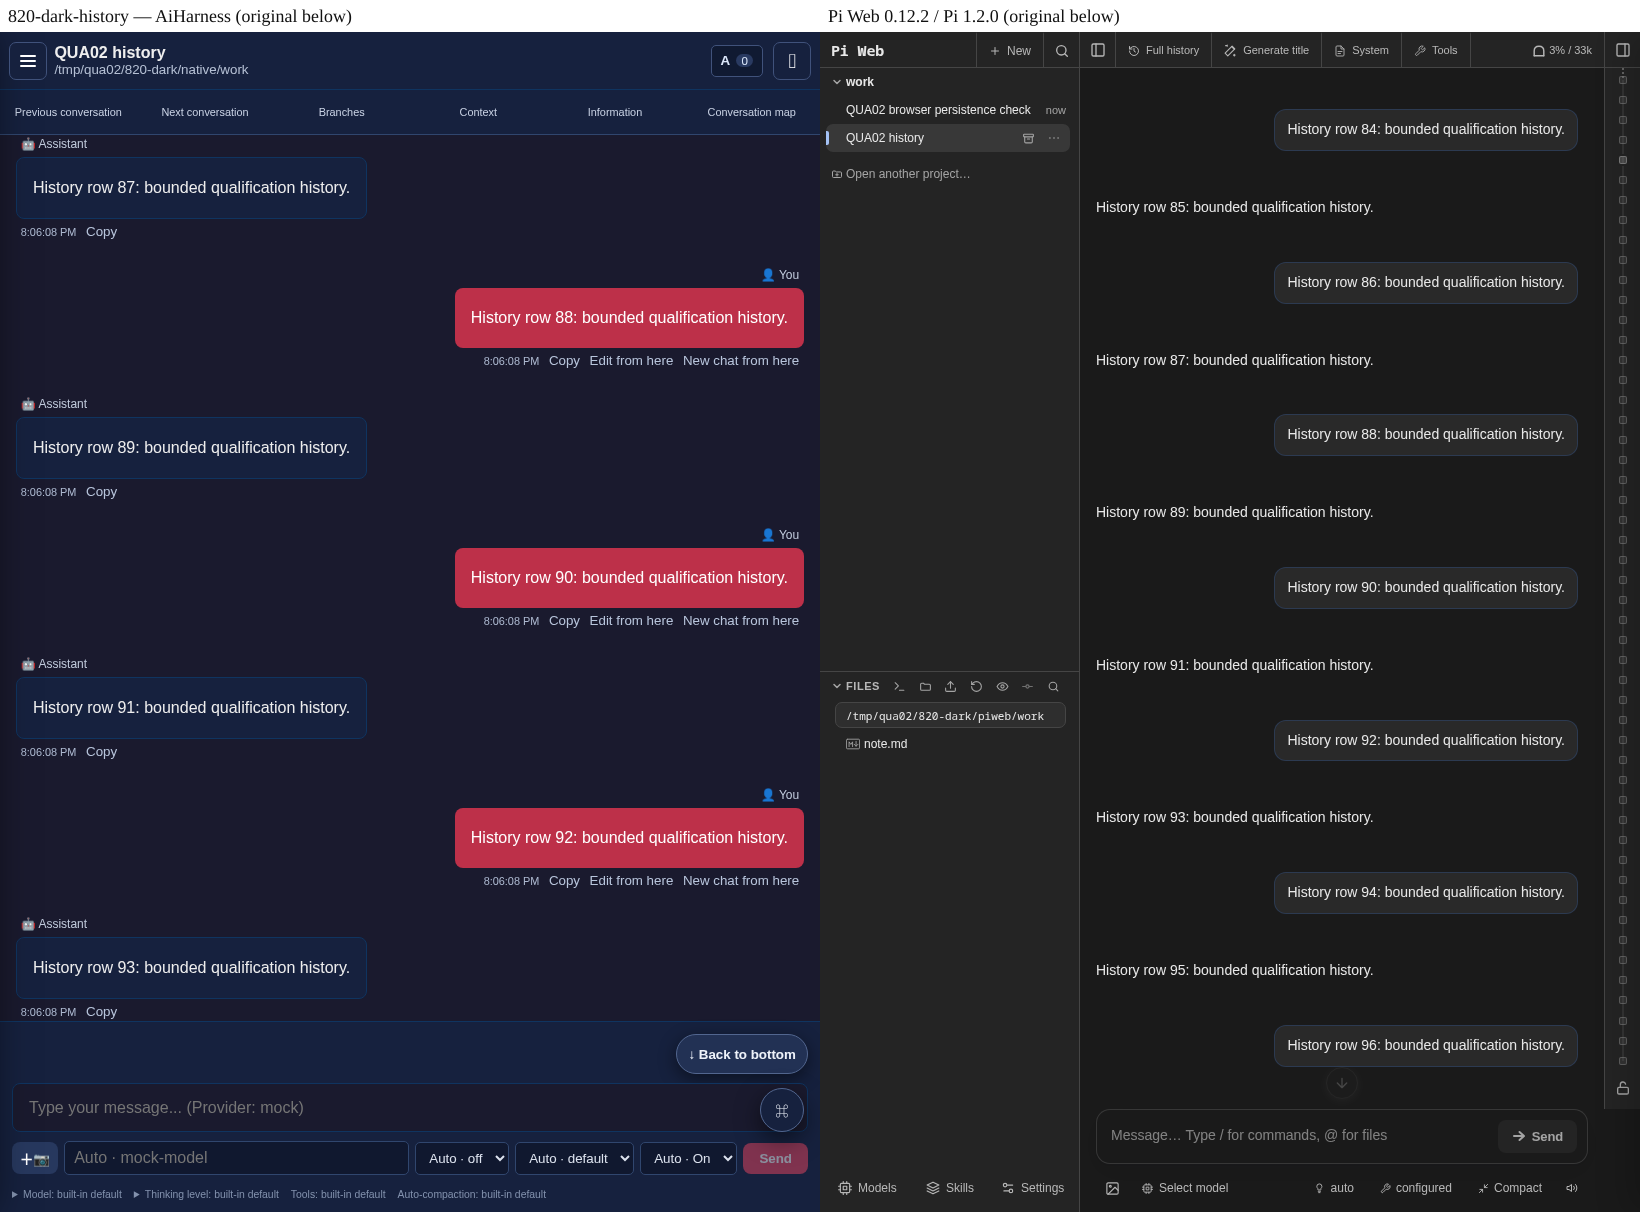 820-dark-history — AiHarness (original below)
QUA02 history
/tmp/qua02/820-dark/native/work
A 0
Previous conversation
Next conversation
Branches
Context
Information
Conversation map
Assistant
History row 87: bounded qualification history.
8:06:08 PM Copy
You
History row 88: bounded qualification history.
8:06:08 PM Copy Edit from here New chat from here
Assistant
History row 89: bounded qualification history.
8:06:08 PM Copy
You
History row 90: bounded qualification history.
8:06:08 PM Copy Edit from here New chat from here
Assistant
History row 91: bounded qualification history.
8:06:08 PM Copy
You
History row 92: bounded qualification history.
8:06:08 PM Copy Edit from here New chat from here
Assistant
History row 93: bounded qualification history.
8:06:08 PM Copy
↓ Back to bottom
Type your message... (Provider: mock)
Auto · mock-model
Auto · off
Auto · default
Auto · On
Send
Model: built-in default
Thinking level: built-in default
Tools: built-in default
Auto-compaction: built-in default
Pi Web 0.12.2 / Pi 1.2.0 (original below)
Pi Web
New
Full history
Generate title
System
Tools
3% / 33k
work
QUA02 browser persistence check now
QUA02 history
Open another project…
FILES
/tmp/qua02/820-dark/piweb/work
note.md
Models
Skills
Settings
History row 84: bounded qualification history.
History row 85: bounded qualification history.
History row 86: bounded qualification history.
History row 87: bounded qualification history.
History row 88: bounded qualification history.
History row 89: bounded qualification history.
History row 90: bounded qualification history.
History row 91: bounded qualification history.
History row 92: bounded qualification history.
History row 93: bounded qualification history.
History row 94: bounded qualification history.
History row 95: bounded qualification history.
History row 96: bounded qualification history.
Message… Type / for commands, @ for files
Send
Select model
auto
configured
Compact